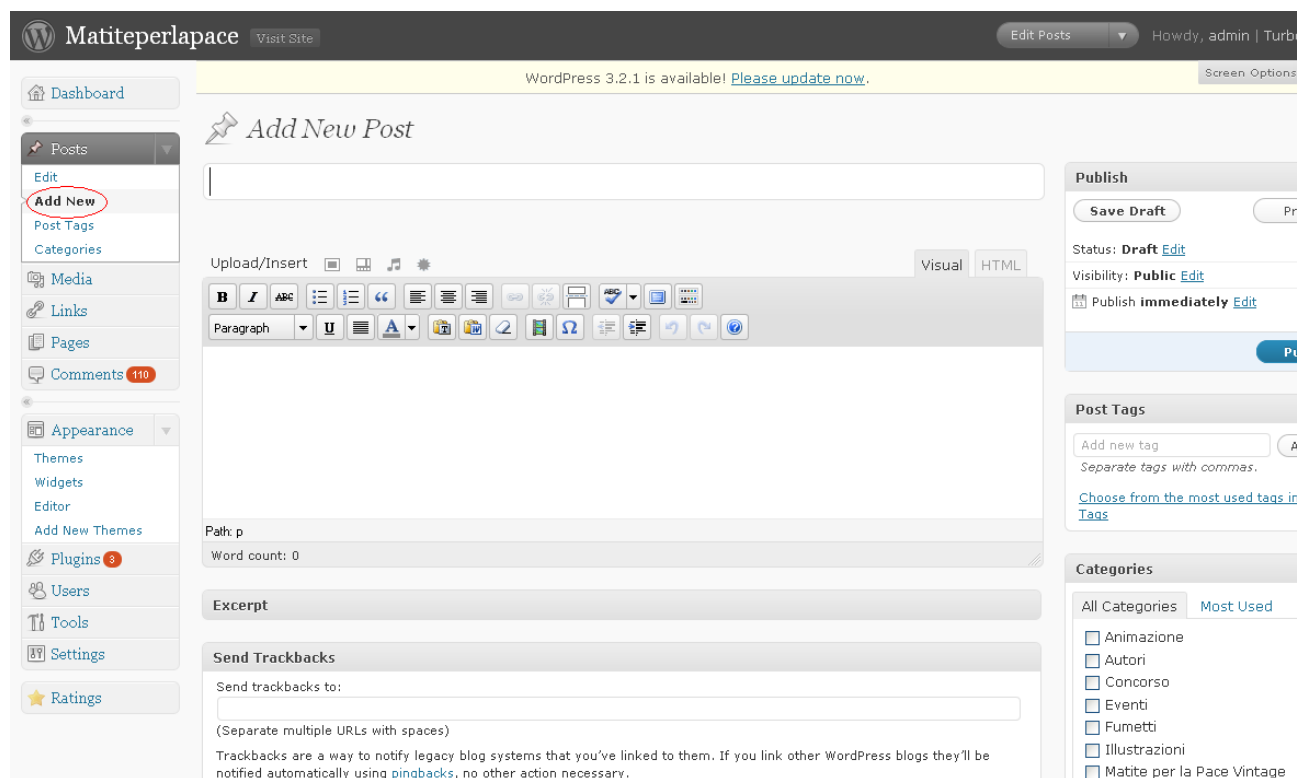 Matiteperlapace Visit Site
Edit Posts
Howdy, admin | Turbo
WordPress 3.2.1 is available! Please update now.
Screen Options
Dashboard
Posts
Edit
Add New
Post Tags
Categories
Media
Links
Pages
Comments 110
Appearance
Themes
Widgets
Editor
Add New Themes
Plugins 3
Users
Tools
Settings
Ratings
Add New Post
Upload/Insert
Visual HTML
B I ABC ABC
Paragraph U A T W Ω
Path: p
Word count: 0
Excerpt
Send Trackbacks
Send trackbacks to:
(Separate multiple URLs with spaces)
Trackbacks are a way to notify legacy blog systems that you've linked to them. If you link other WordPress blogs they'll be
notified automatically using pingbacks, no other action necessary.
Publish
Save Draft Pr
Status: Draft Edit
Visibility: Public Edit
Publish immediately Edit
Pu
Post Tags
Add new tag A
Separate tags with commas.
Choose from the most used tags in
Tags
Categories
All Categories Most Used
Animazione
Autori
Concorso
Eventi
Fumetti
Illustrazioni
Matite per la Pace Vintage